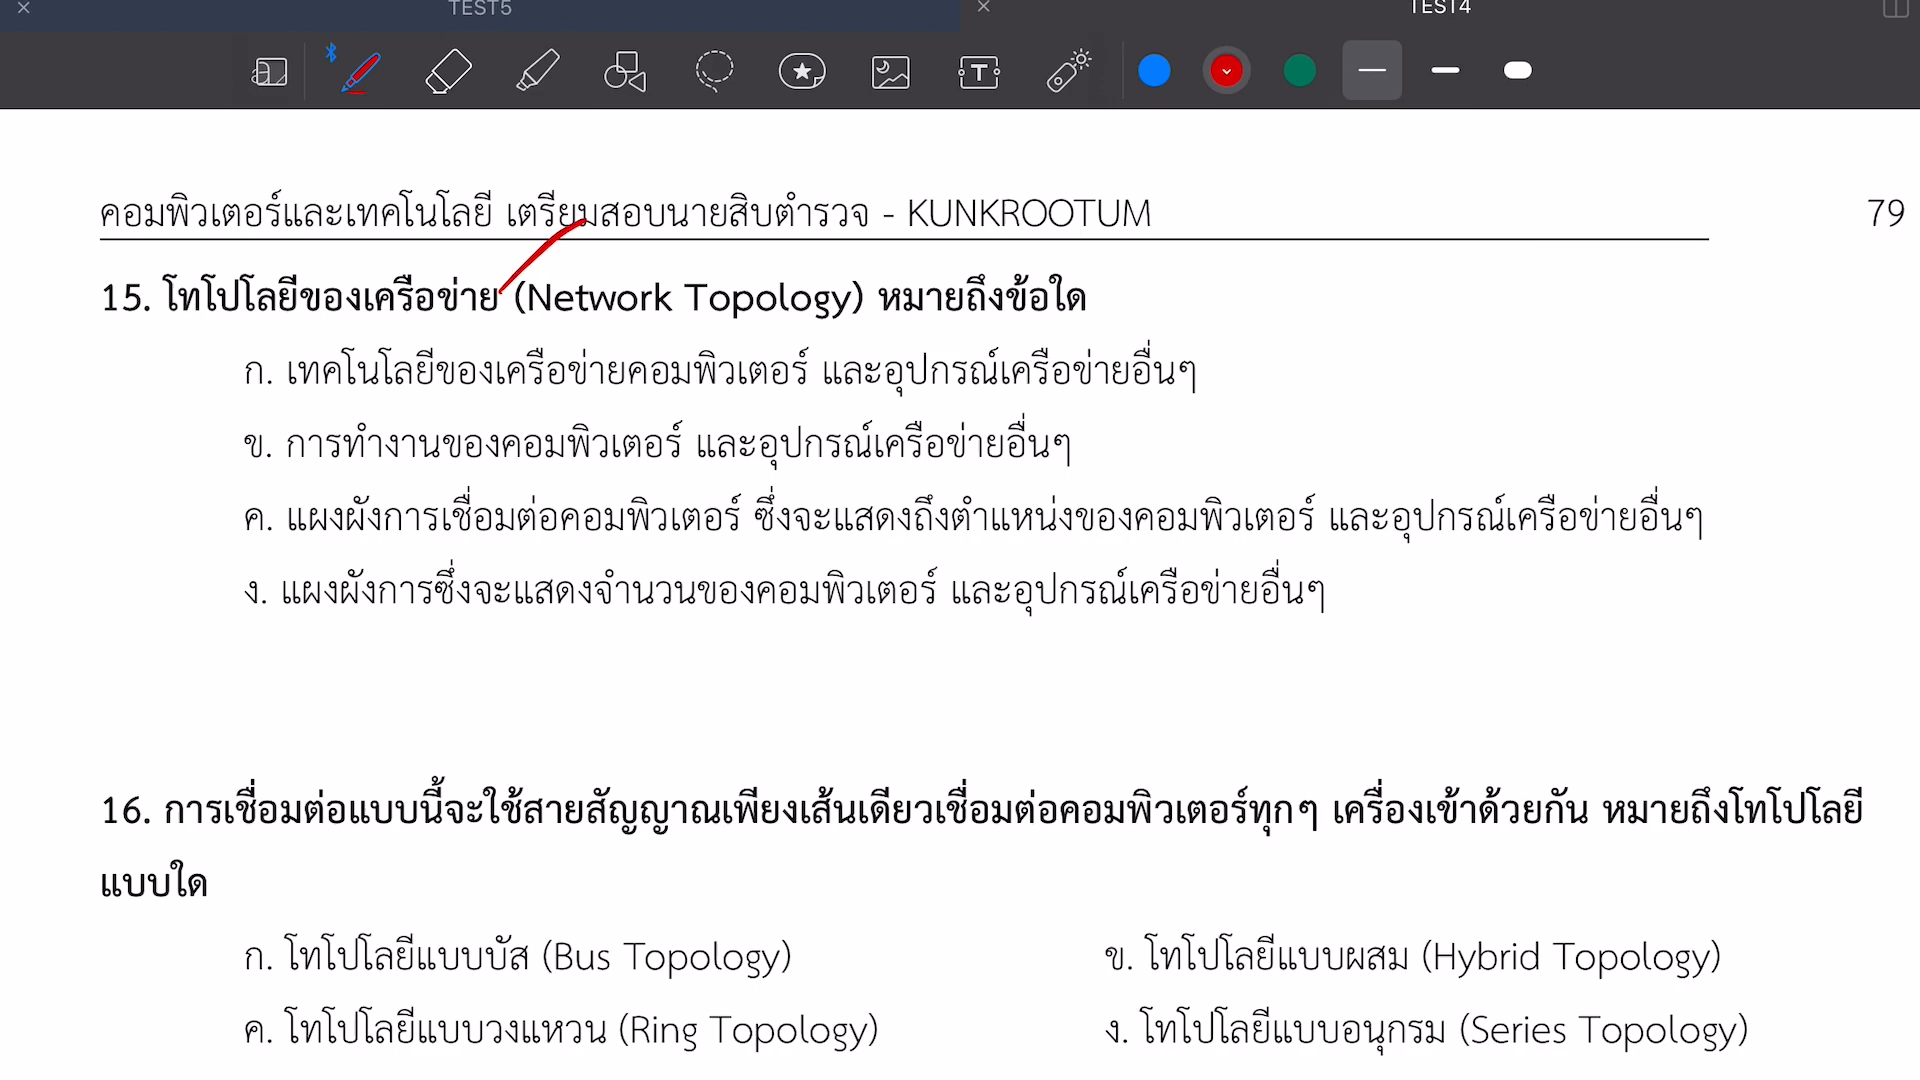 TEST5
TEST4
คอมพิวเตอร์และเทคโนโลยี เตรียมสอบนายสิบตำรวจ - KUNKROOTUM 79
15. โทโปโลยีของเครือข่าย (Network Topology) หมายถึงข้อใด
ก. เทคโนโลยีของเครือข่ายคอมพิวเตอร์ และอุปกรณ์เครือข่ายอื่นๆ
ข. การทำงานของคอมพิวเตอร์ และอุปกรณ์เครือข่ายอื่นๆ
ค. แผงผังการเชื่อมต่อคอมพิวเตอร์ ซึ่งจะแสดงถึงตำแหน่งของคอมพิวเตอร์ และอุปกรณ์เครือข่ายอื่นๆ
ง. แผงผังการซึ่งจะแสดงจำนวนของคอมพิวเตอร์ และอุปกรณ์เครือข่ายอื่นๆ
16. การเชื่อมต่อแบบนี้จะใช้สายสัญญาณเพียงเส้นเดียวเชื่อมต่อคอมพิวเตอร์ทุกๆ เครื่องเข้าด้วยกัน หมายถึงโทโปโลยี
แบบใด
ก. โทโปโลยีแบบบัส (Bus Topology) ข. โทโปโลยีแบบผสม (Hybrid Topology)
ค. โทโปโลยีแบบวงแหวน (Ring Topology) ง. โทโปโลยีแบบอนุกรม (Series Topology)